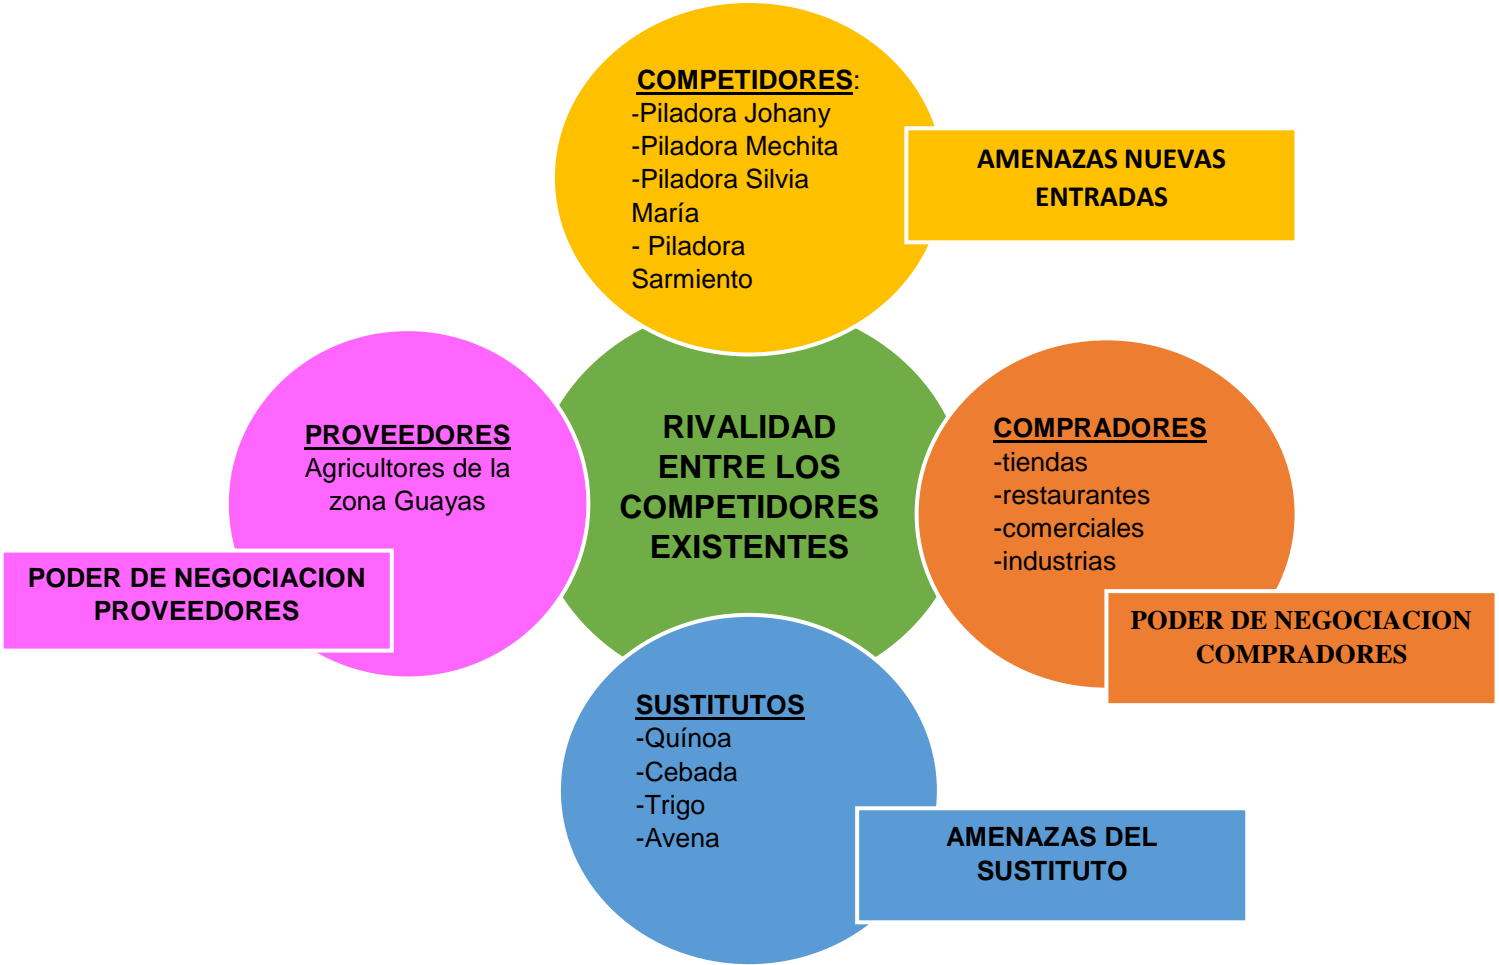 COMPETIDORES:
-Piladora Johany
-Piladora Mechita
-Piladora Silvia
María
- Piladora
Sarmiento
AMENAZAS NUEVAS
ENTRADAS
PROVEEDORES
Agricultores de la
zona Guayas
PODER DE NEGOCIACION
PROVEEDORES
RIVALIDAD
ENTRE LOS
COMPETIDORES
EXISTENTES
COMPRADORES
-tiendas
-restaurantes
-comerciales
-industrias
PODER DE NEGOCIACION
COMPRADORES
SUSTITUTOS
-Quínoa
-Cebada
-Trigo
-Avena
AMENAZAS DEL
SUSTITUTO